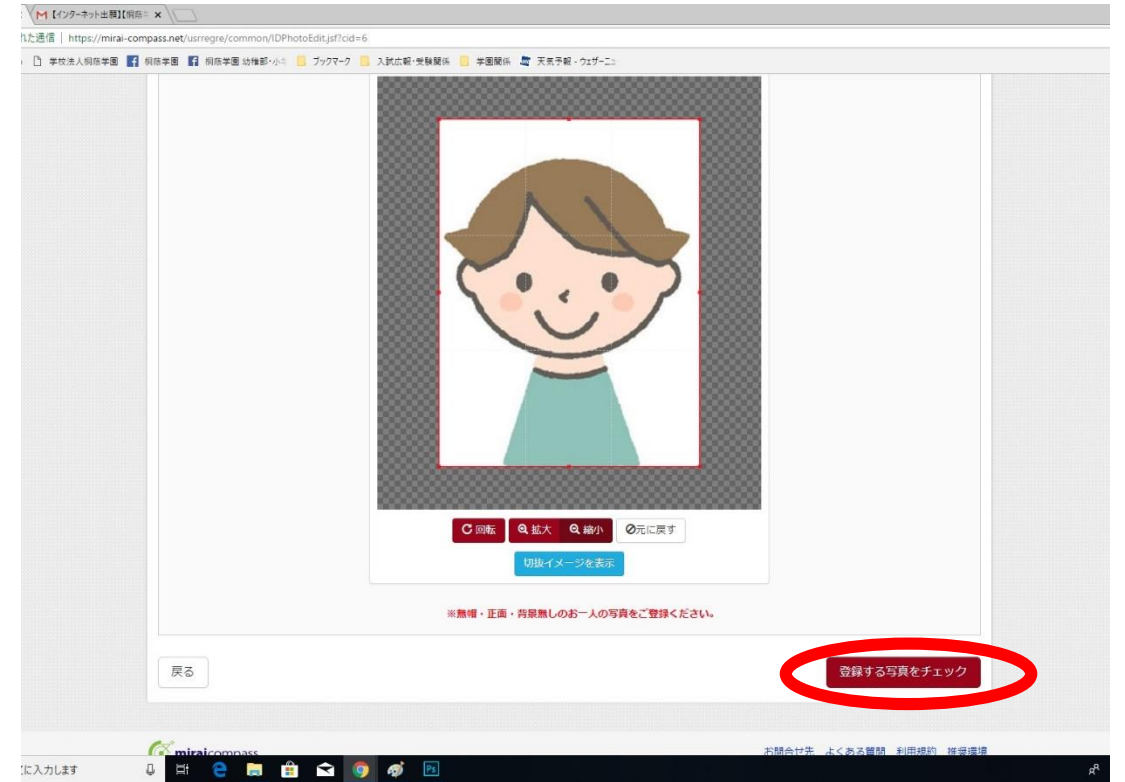 【インターネット出願】【桐蔭
れた通信 | https://mirai-compass.net/usrregre/common/IDPhotoEdit.jsf?cid=6
学校法人桐蔭学園 桐蔭学園 桐蔭学園 幼稚部・小 ブックマーク 入試広報・受験関係 学園関係 天気予報 - ウェザーニュ
回転 拡大 縮小 元に戻す
切抜イメージを表示
※無帽・正面・背景無しのお一人の写真をご登録ください。
戻る 登録する写真をチェック
miraicompass お問合せ先 よくある質問 利用規約 推奨環境
に入力します Ps